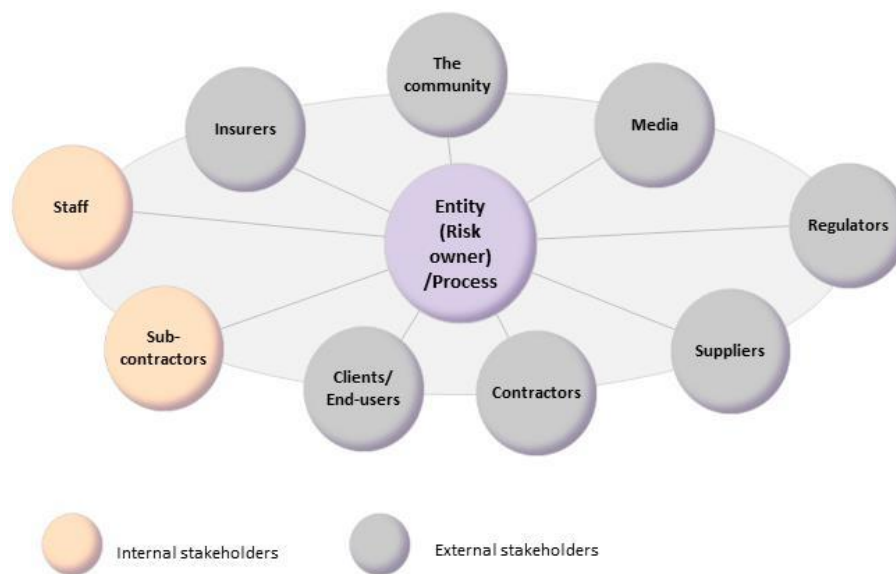 The
community
Insurers
Media
Staff
Entity
(Risk
owner)
/Process
Regulators
Sub-
contractors
Suppliers
Clients/
End-users
Contractors
Internal stakeholders
External stakeholders